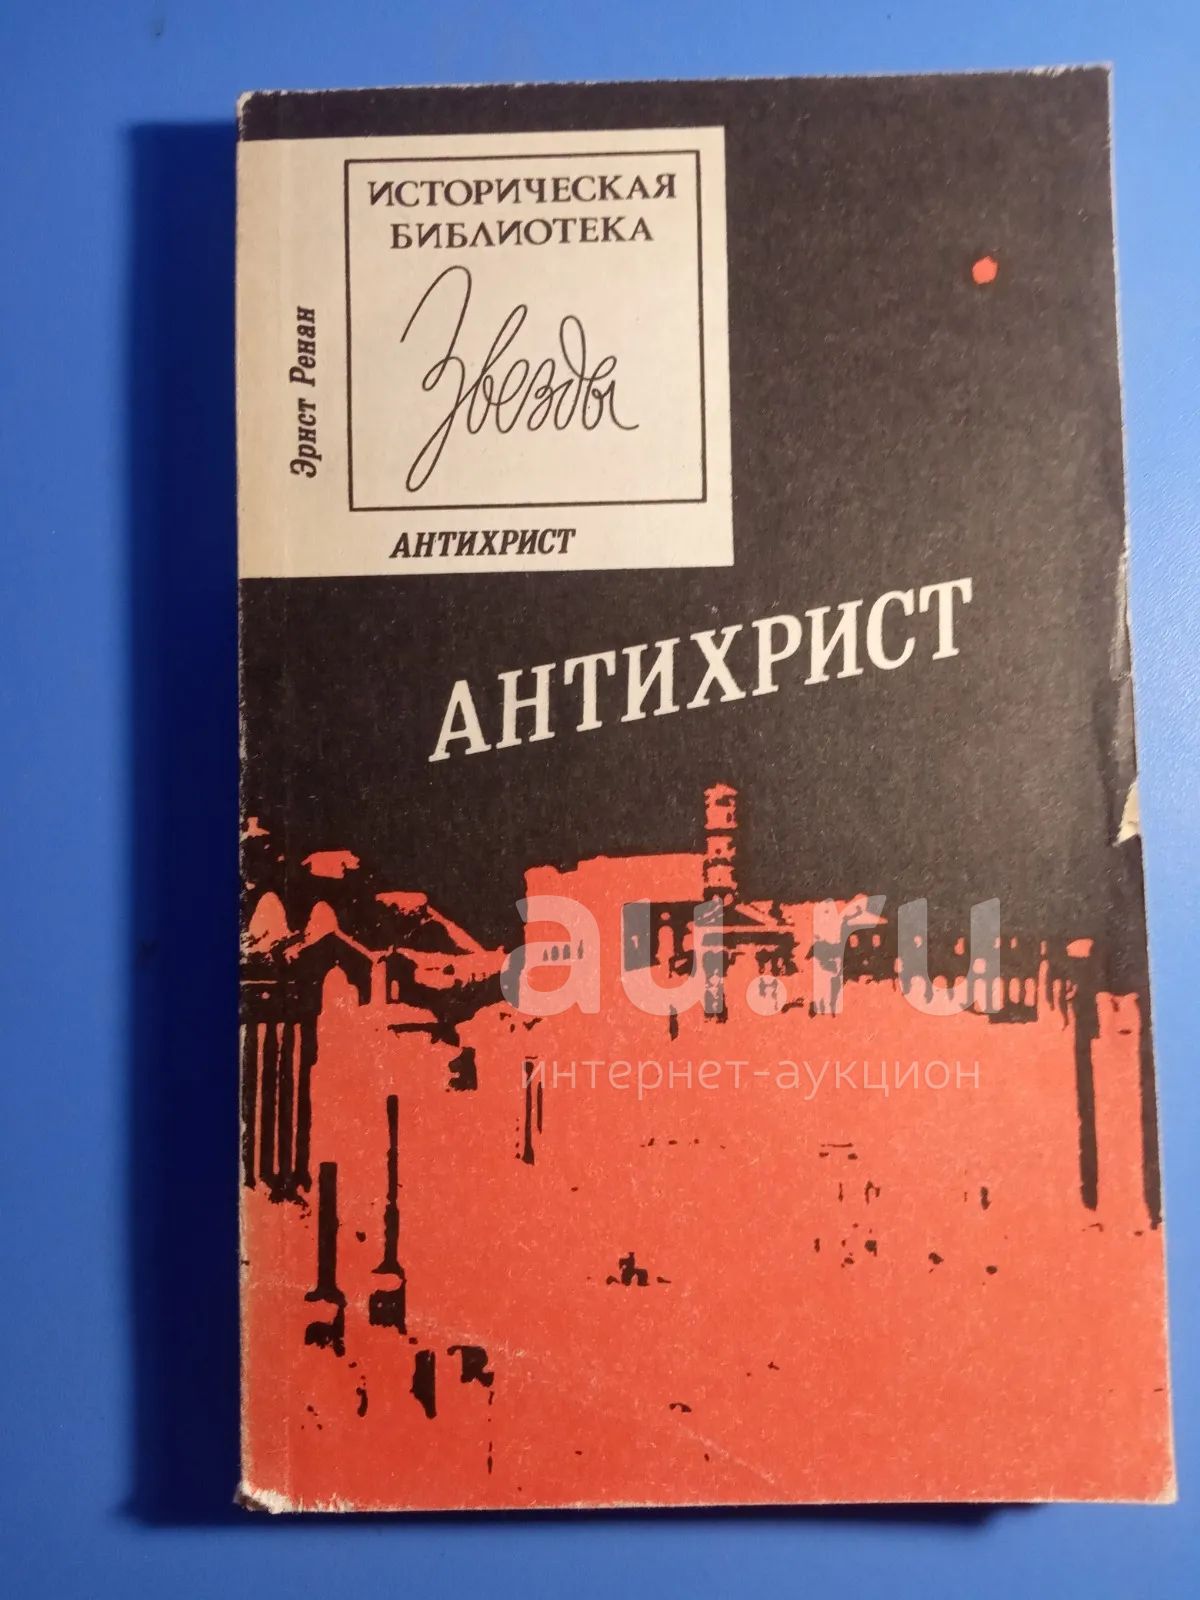 ИСТОРИЧЕСКАЯ
БИБЛИОТЕКА
Звезды
Эрнст Ренан
АНТИХРИСТ
АНТИХРИСТ
au.ru
интернет-аукцион